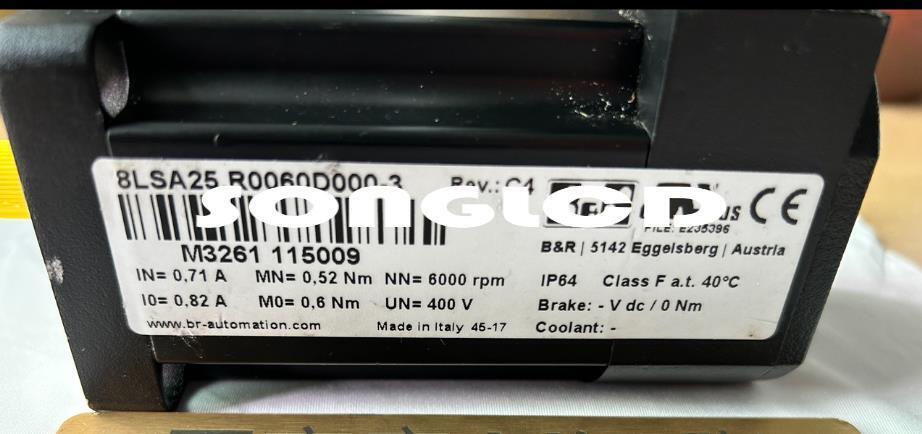 8LSA25.R0060D000-3 Rev.: C4
SONGLCD
CE
FILE: E235396
M3261 115009
B&R | 5142 Eggelsberg | Austria
IN= 0,71 A MN= 0,52 Nm NN= 6000 rpm IP64 Class F a.t. 40°C
I0= 0,82 A M0= 0,6 Nm UN= 400 V Brake: - V dc / 0 Nm
www.br-automation.com Made in Italy 45-17 Coolant: -